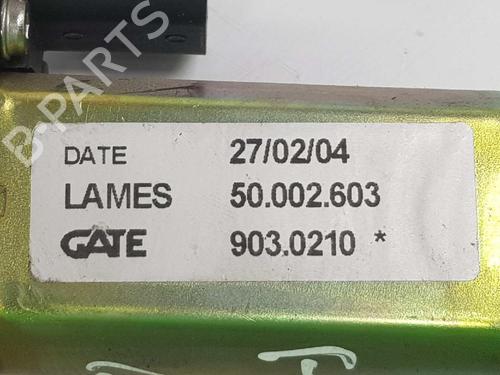 B-PARTS
DATE 27/02/04
LAMES 50.002.603
GATE 903.0210 *